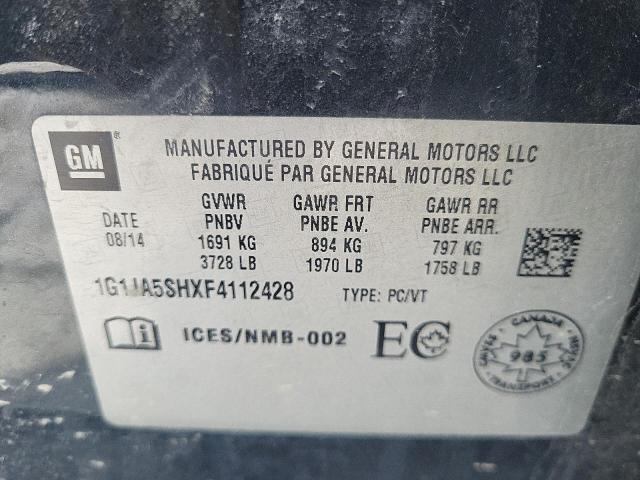 GM®
MANUFACTURED BY GENERAL MOTORS LLC
FABRIQUÉ PAR GENERAL MOTORS LLC
DATE
08/14
GVWR
PNBV
1691 KG
3728 LB
GAWR FRT
PNBE AV.
894 KG
1970 LB
GAWR RR
PNBE ARR.
797 KG
1758 LB
1G1JA5SHXF4112428 TYPE: PC/VT
i ICES/NMB-002 EC
CANADA
985
TRANSPORT